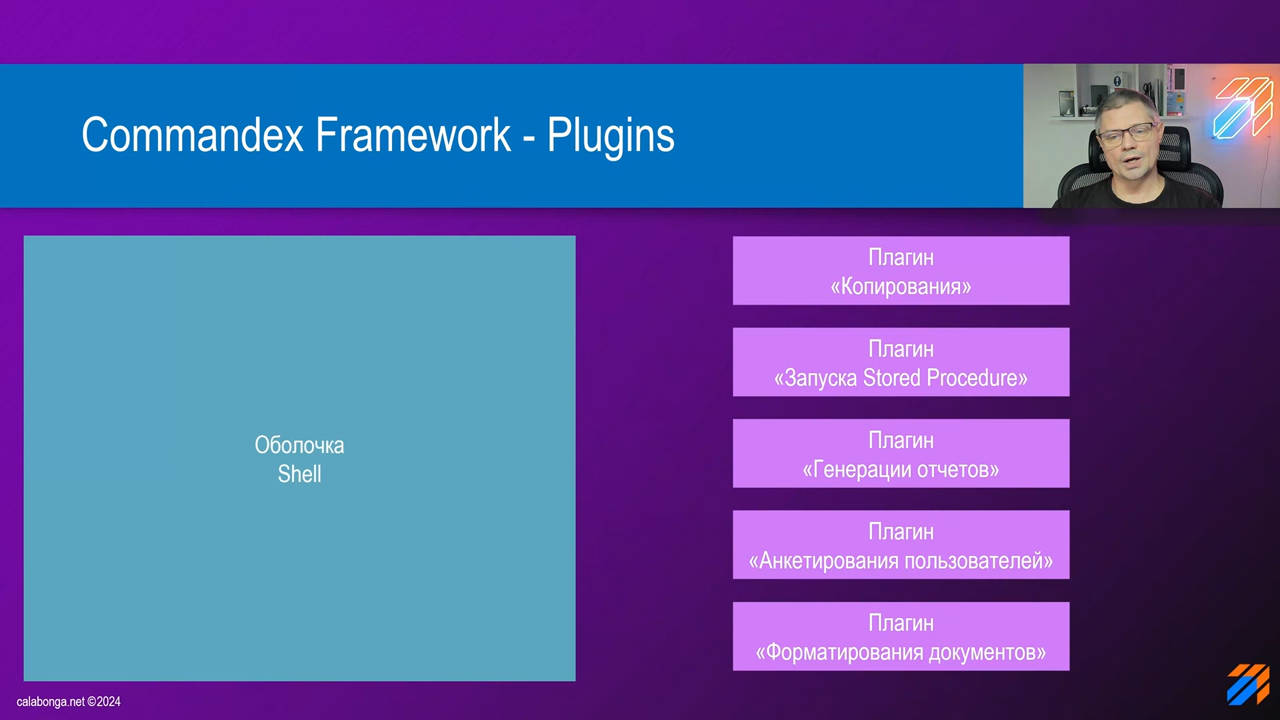 Commandex Framework - Plugins
Оболочка
Shell
Плагин
«Копирования»
Плагин
«Запуска Stored Procedure»
Плагин
«Генерации отчетов»
Плагин
«Анкетирования пользователей»
Плагин
«Форматирования документов»
calabonga.net ©2024